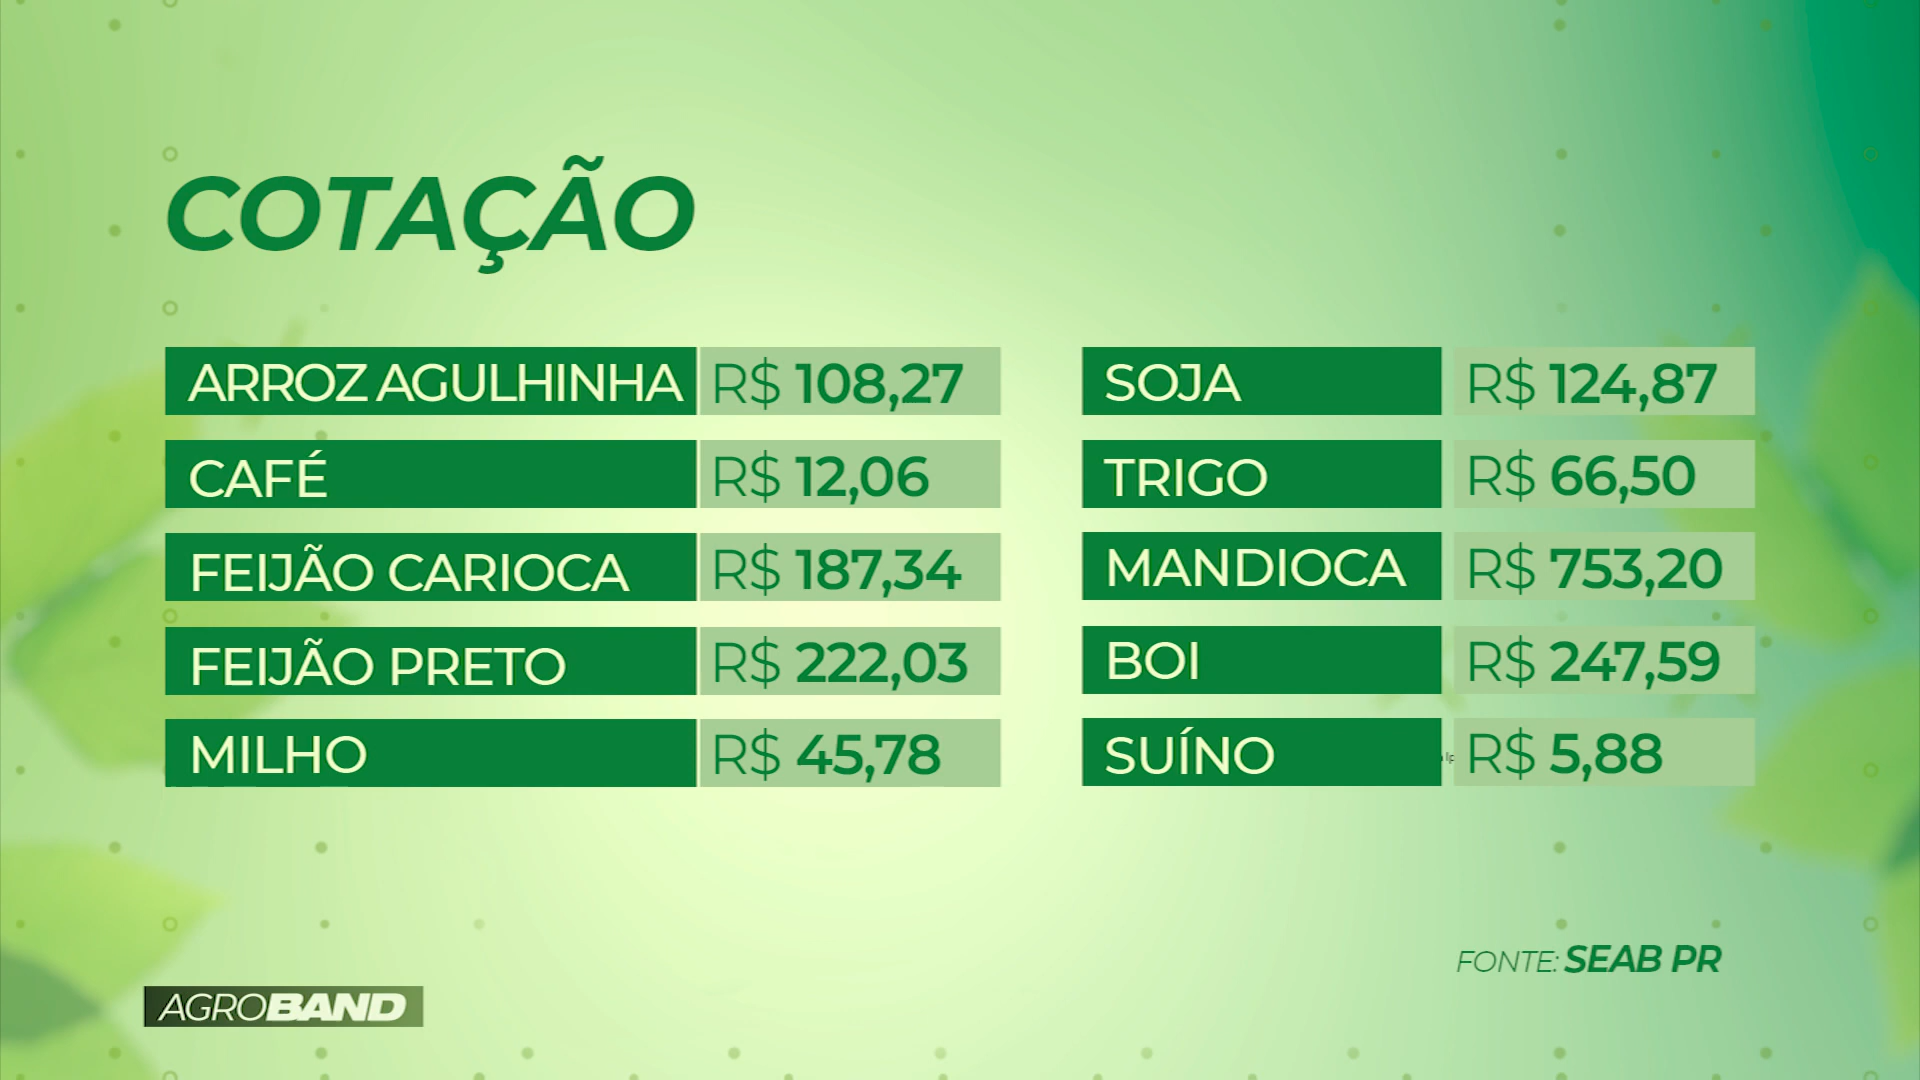 COTAÇÃO
ARROZ AGULHINHA R$ 108,27
CAFÉ R$ 12,06
FEIJÃO CARIOCA R$ 187,34
FEIJÃO PRETO R$ 222,03
MILHO R$ 45,78
SOJA R$ 124,87
TRIGO R$ 66,50
MANDIOCA R$ 753,20
BOI R$ 247,59
SUÍNO R$ 5,88
FONTE: SEAB PR
AGROBAND